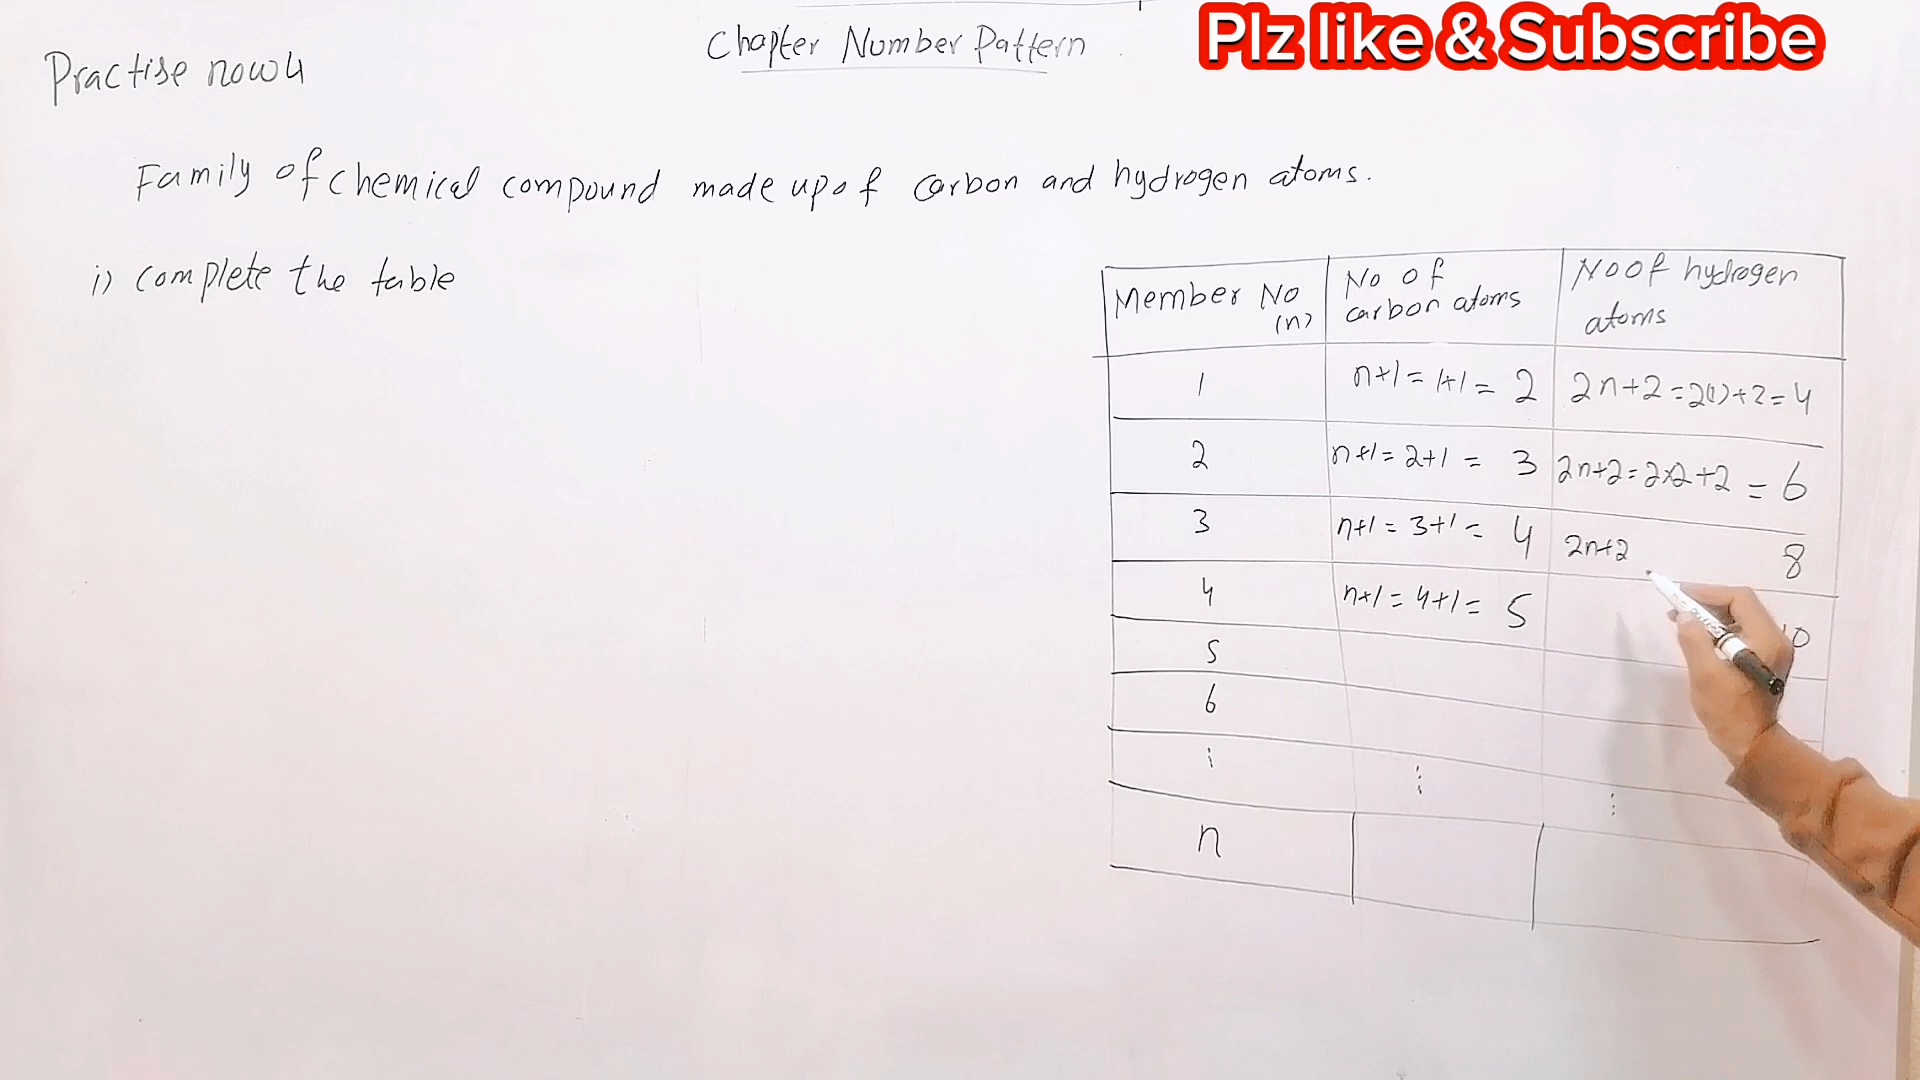 Chapter Number Pattern
Plz like & Subscribe
Practise now 4
Family of chemical compound made up of carbon and hydrogen atoms.
i) complete the table
Member No (n) No of carbon atoms No of hydrogen atoms
1 n+1 = 1+1 = 2 2n+2 = 2(1)+2 = 4
2 n+1 = 2+1 = 3 2n+2 = 2x2+2 = 6
3 n+1 = 3+1 = 4 2n+2 8
4 n+1 = 4+1 = 5 10
5
6
⋮ ⋮ ⋮
n